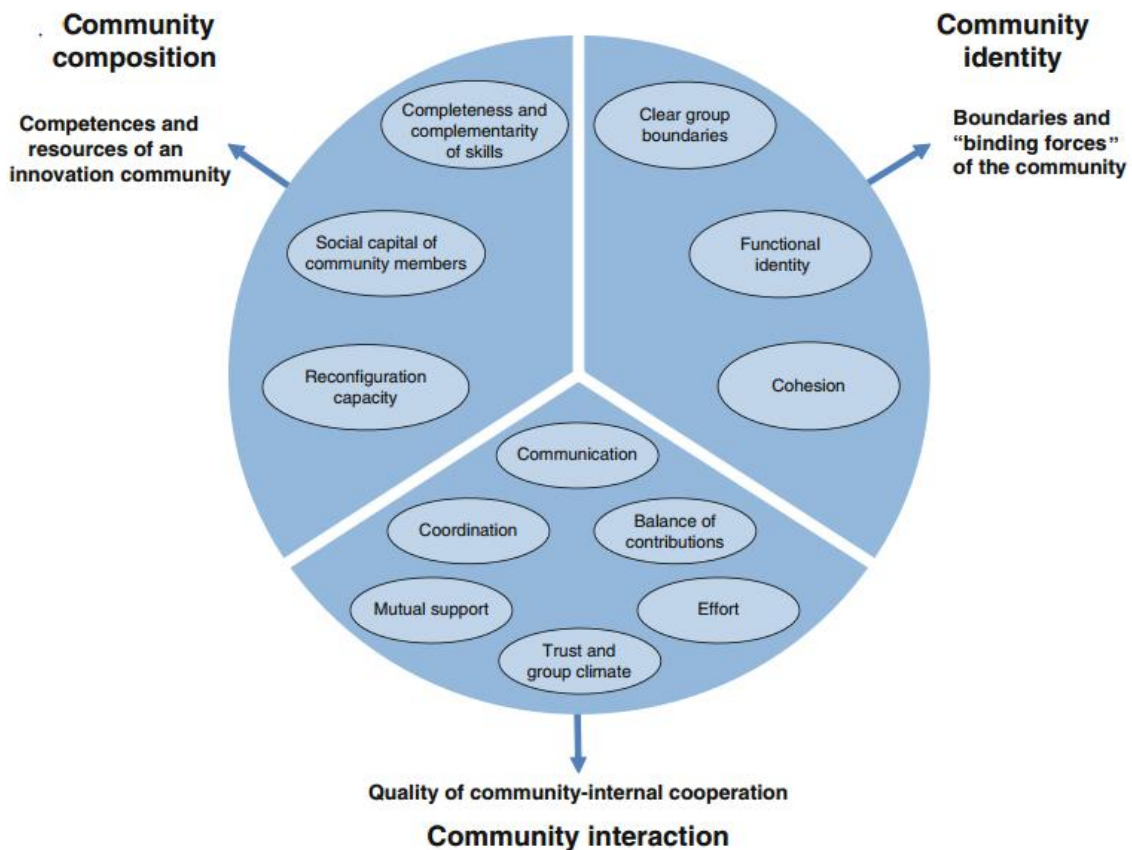 Community
composition
Competences and
resources of an
innovation community
Completeness and
complementarity
of skills
Social capital of
community members
Reconfiguration
capacity
Community
identity
Boundaries and
“binding forces”
of the community
Clear group
boundaries
Functional
identity
Cohesion
Communication
Coordination
Balance of
contributions
Mutual support
Effort
Trust and
group climate
Quality of community-internal cooperation
Community interaction